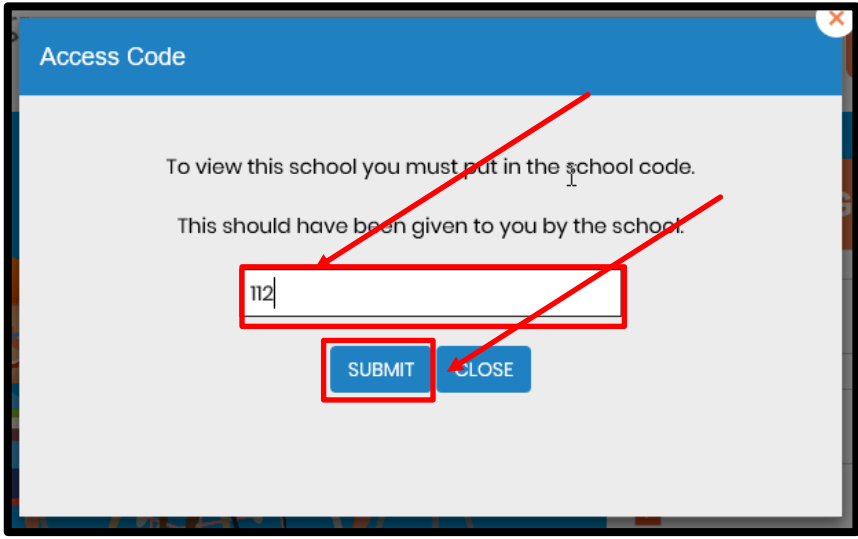 Access Code
To view this school you must put in the school code.
This should have been given to you by the school.
112
SUBMIT CLOSE